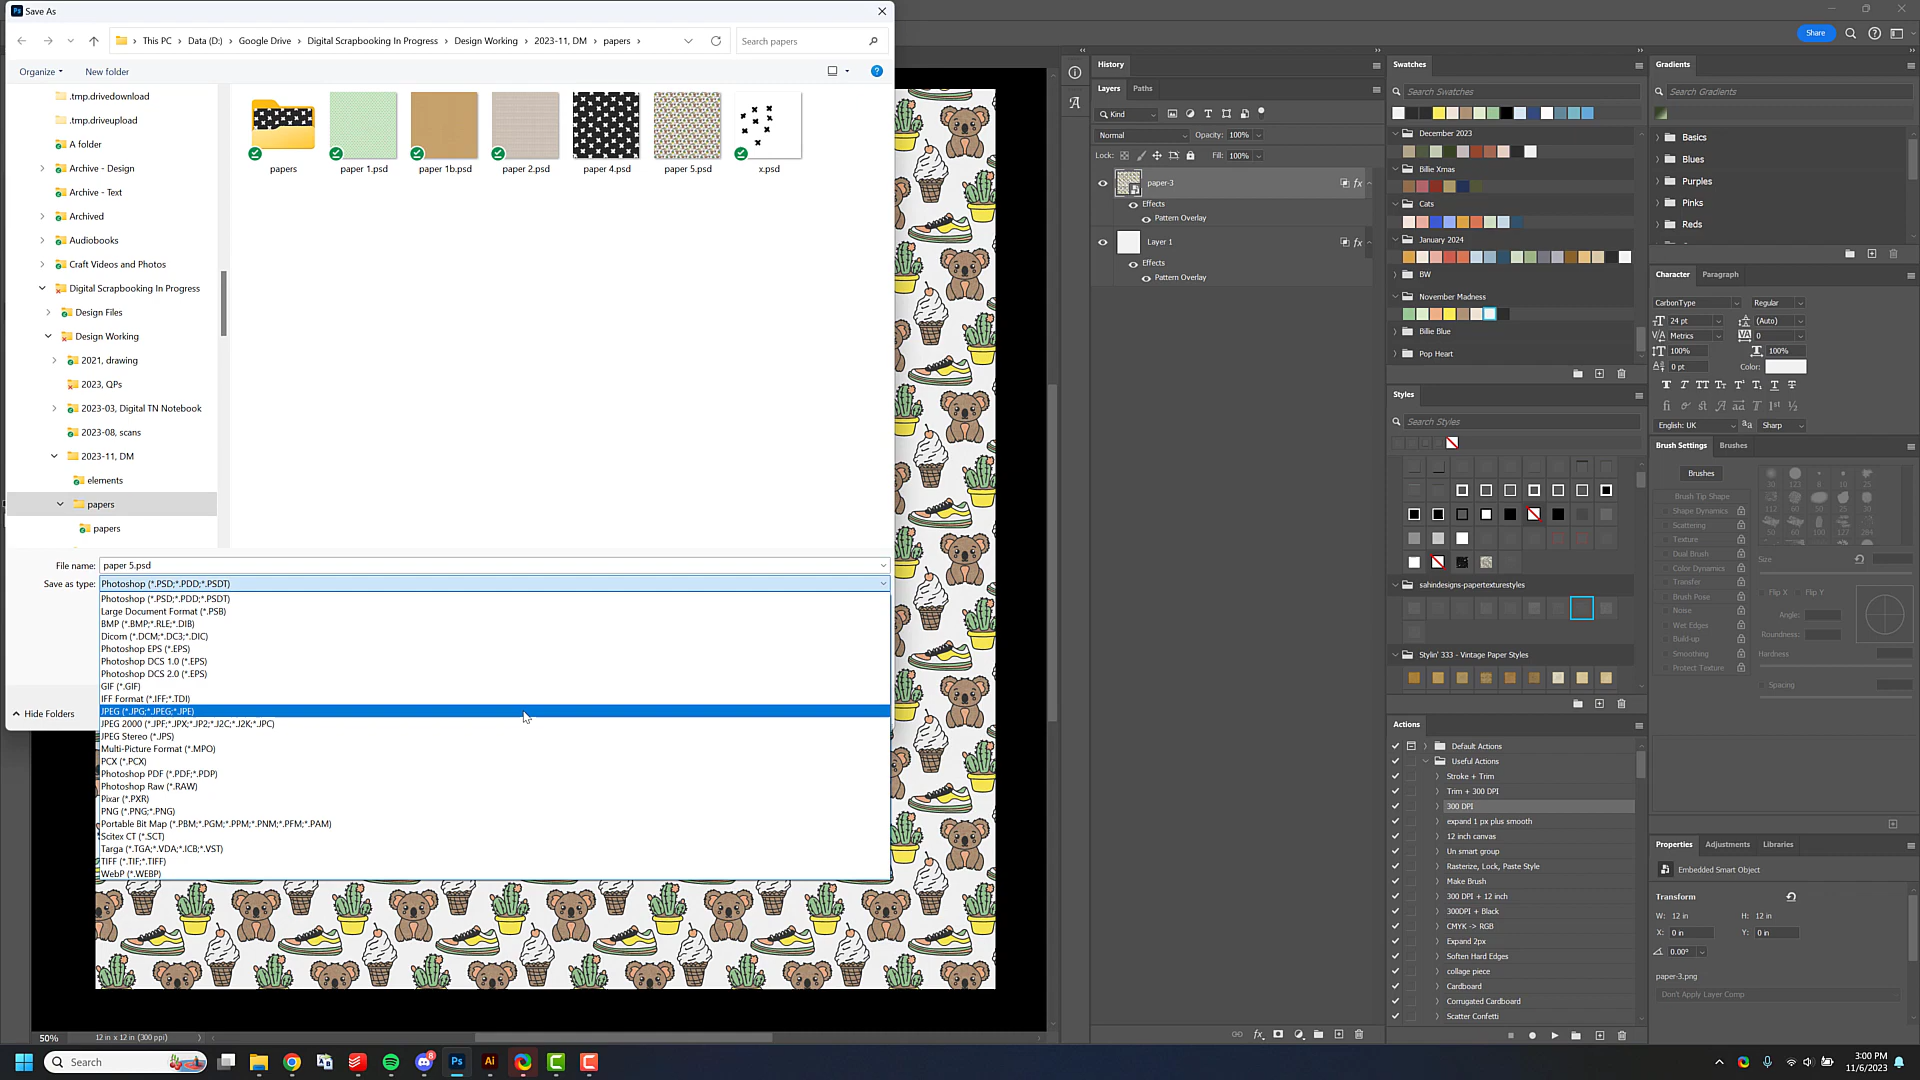 Save As
This PC > Data (D:) > Google Drive > Digital Scrapbooking In Progress > Design Working > 2023-11, DM > papers >
Search papers
Organize
New folder
.tmp.drivedownload
.tmp.driveupload
A folder
Archive - Design
Archive - Text
Archived
Audiobooks
Craft Videos and Photos
Digital Scrapbooking In Progress
Design Files
Design Working
2021, drawing
2023, QPs
2023-03, Digital TN Notebook
2023-08, scans
2023-11, DM
elements
papers
papers
papers
paper 1.psd
paper 1b.psd
paper 2.psd
paper 4.psd
paper 5.psd
x.psd
File name: paper 5.psd
Save as type: Photoshop (*.PSD;*.PDD;*.PSDT)
Photoshop (*.PSD;*.PDD;*.PSDT)
Large Document Format (*.PSB)
BMP (*.BMP;*.RLE;*.DIB)
Dicom (*.DCM;*.DC3;*.DIC)
Photoshop EPS (*.EPS)
Photoshop DCS 1.0 (*.EPS)
Photoshop DCS 2.0 (*.EPS)
GIF (*.GIF)
IFF Format (*.IFF;*.TDI)
JPEG (*.JPG;*.JPEG;*.JPE)
JPEG 2000 (*.JPF;*.JPX;*.JP2;*.J2C;*.J2K;*.JPC)
JPEG Stereo (*.JPS)
Multi-Picture Format (*.MPO)
PCX (*.PCX)
Photoshop PDF (*.PDF;*.PDP)
Photoshop Raw (*.RAW)
Pixar (*.PXR)
PNG (*.PNG;*.PNG)
Portable Bit Map (*.PBM;*.PGM;*.PPM;*.PNM;*.PFM;*.PAM)
Scitex CT (*.SCT)
Targa (*.TGA;*.VDA;*.ICB;*.VST)
TIFF (*.TIF;*.TIFF)
WebP (*.WEBP)
Hide Folders
50%
12 in x 12 in (300 ppi)
Share
History
Layers
Paths
Kind
Normal
Opacity: 100%
Lock:
Fill: 100%
paper-3
Effects
Pattern Overlay
Layer 1
Effects
Pattern Overlay
Swatches
Search Swatches
December 2023
Billie Xmas
Cats
January 2024
BW
November Madness
Billie Blue
Pop Heart
Styles
Search Styles
sahindesigns-papertexturestyles
Stylin' 333 - Vintage Paper Styles
Actions
Default Actions
Useful Actions
Stroke + Trim
Trim + 300 DPI
300 DPI
expand 1 px plus smooth
12 inch canvas
Un smart group
Rasterize, Lock, Paste Style
Make Brush
300 DPI + 12 inch
300DPI + Black
CMYK -> RGB
Expand 2px
Soften Hard Edges
collage piece
Cardboard
Corrugated Cardboard
Scatter Confetti
Gradients
Search Gradients
Basics
Blues
Purples
Pinks
Reds
Character
Paragraph
CarbonType
Regular
24 pt
(Auto)
Metrics
0
100%
100%
0 pt
Color:
English: UK
Sharp
Brush Settings
Brushes
Brushes
Brush Tip Shape
Shape Dynamics
Scattering
Texture
Dual Brush
Color Dynamics
Transfer
Brush Pose
Noise
Wet Edges
Build-up
Smoothing
Protect Texture
Size
Flip X
Flip Y
Angle:
Roundness:
Hardness
Spacing
Properties
Adjustments
Libraries
Embedded Smart Object
Transform
W: 12 in
H: 12 in
X: 0 in
Y: 0 in
0.00°
paper-3.png
Don't Apply Layer Comp
Search
3:00 PM
11/6/2023